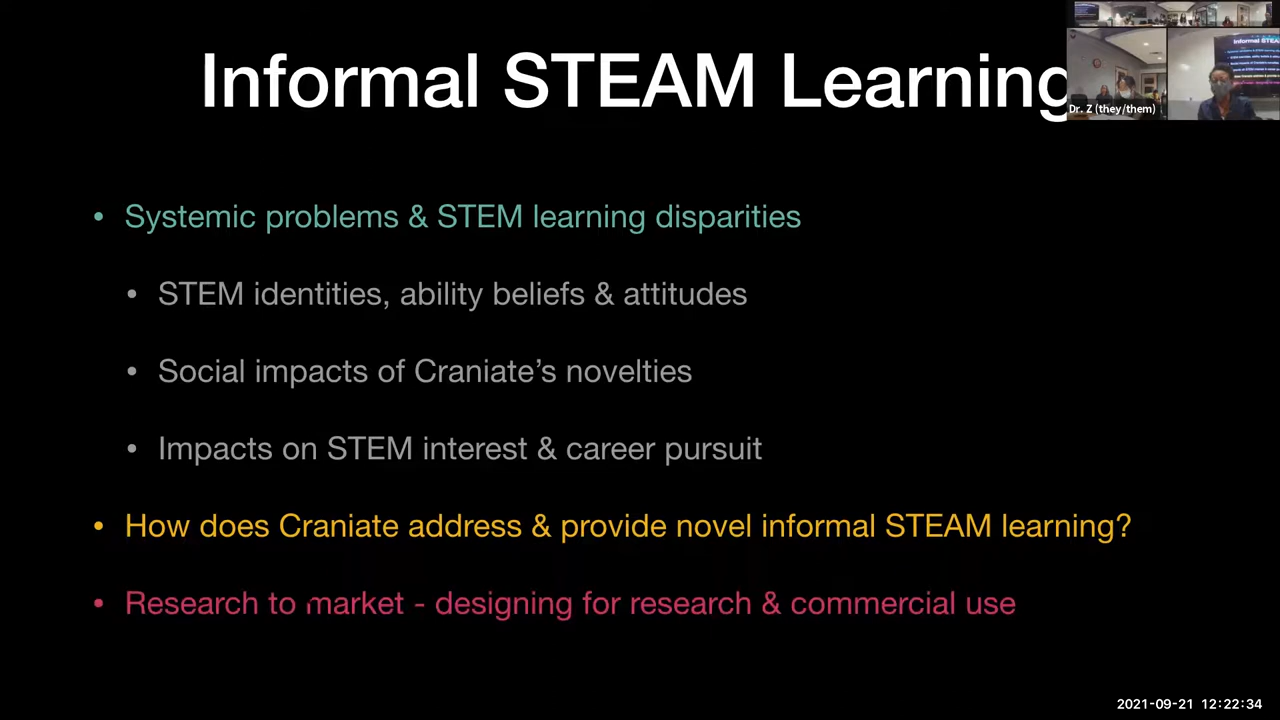 Informal STEAM Learning
Dr. Z (they/them)
• Systemic problems & STEM learning disparities
• STEM identities, ability beliefs & attitudes
• Social impacts of Craniate’s novelties
• Impacts on STEM interest & career pursuit
• How does Craniate address & provide novel informal STEAM learning?
• Research to market - designing for research & commercial use
2021-09-21 12:22:34